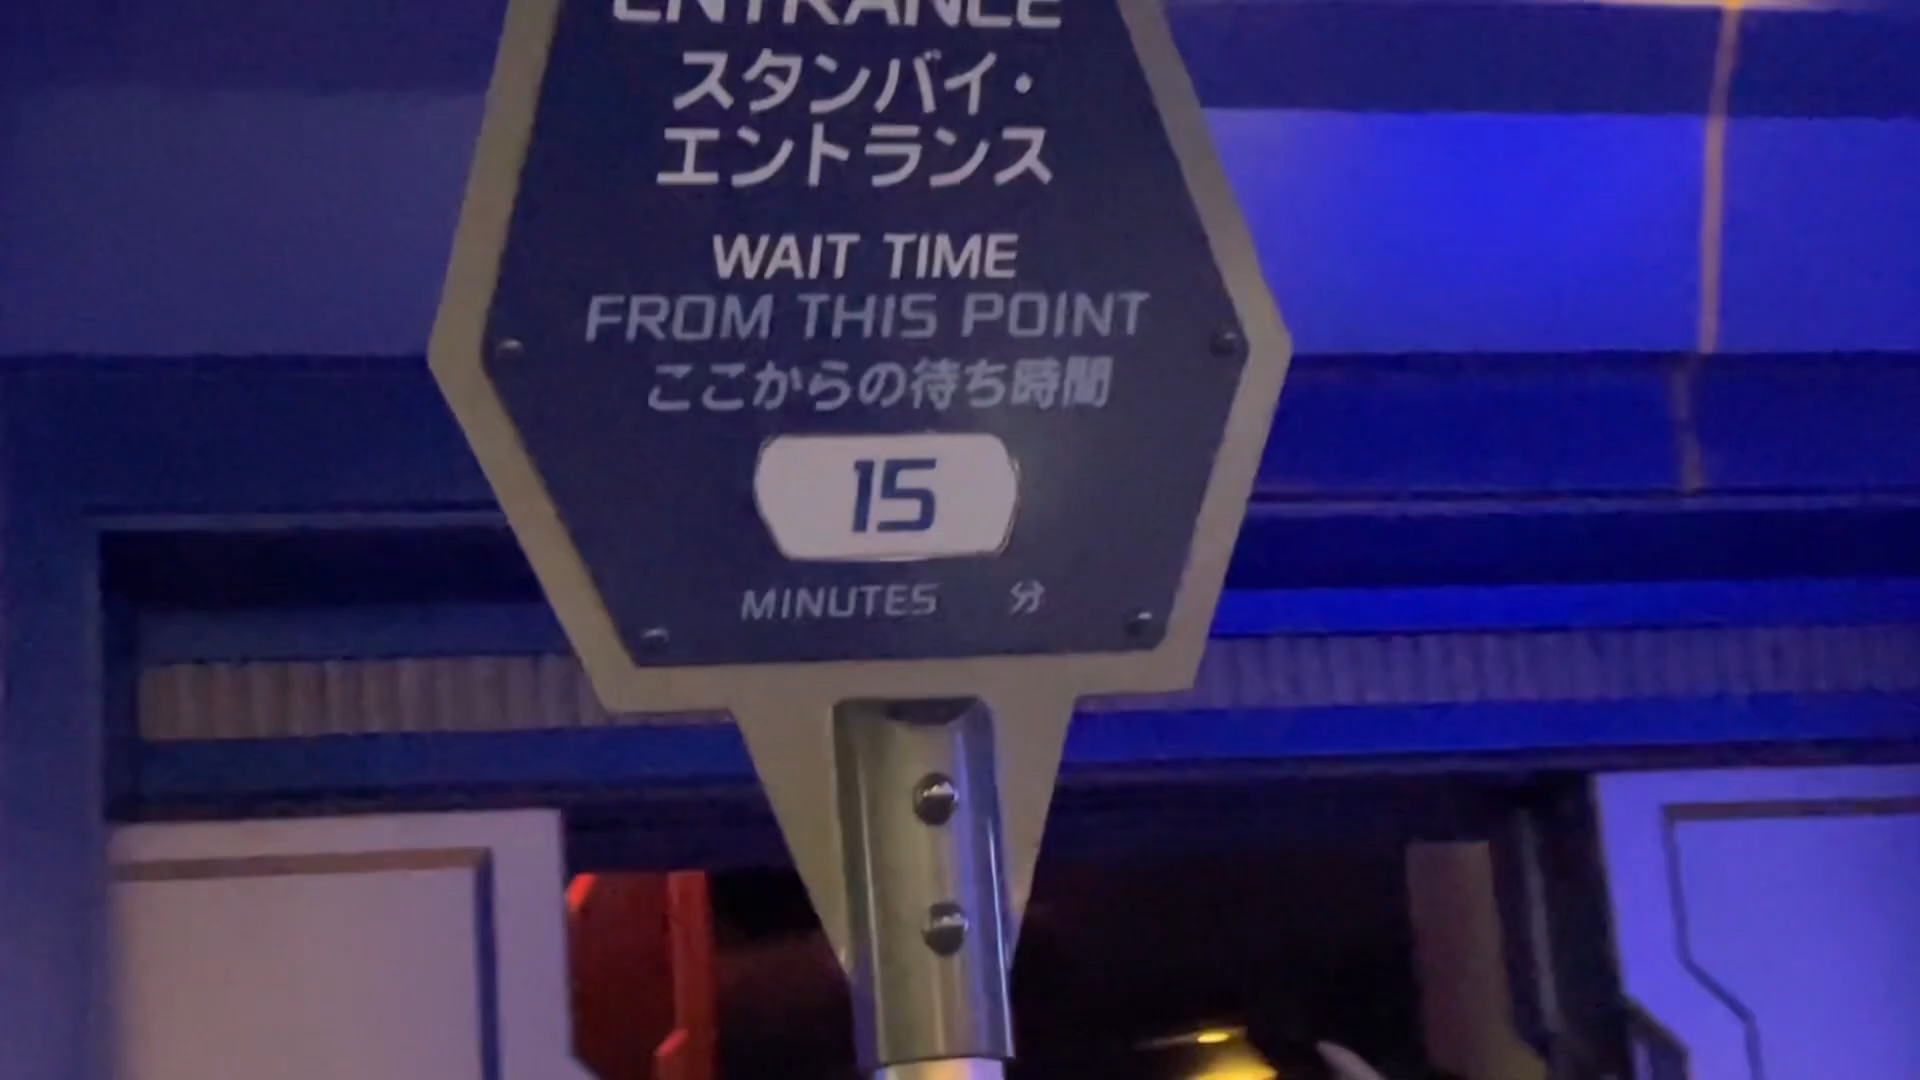 ENTRANCE
スタンバイ・
エントランス
WAIT TIME
FROM THIS POINT
ここからの待ち時間
15
MINUTES 分